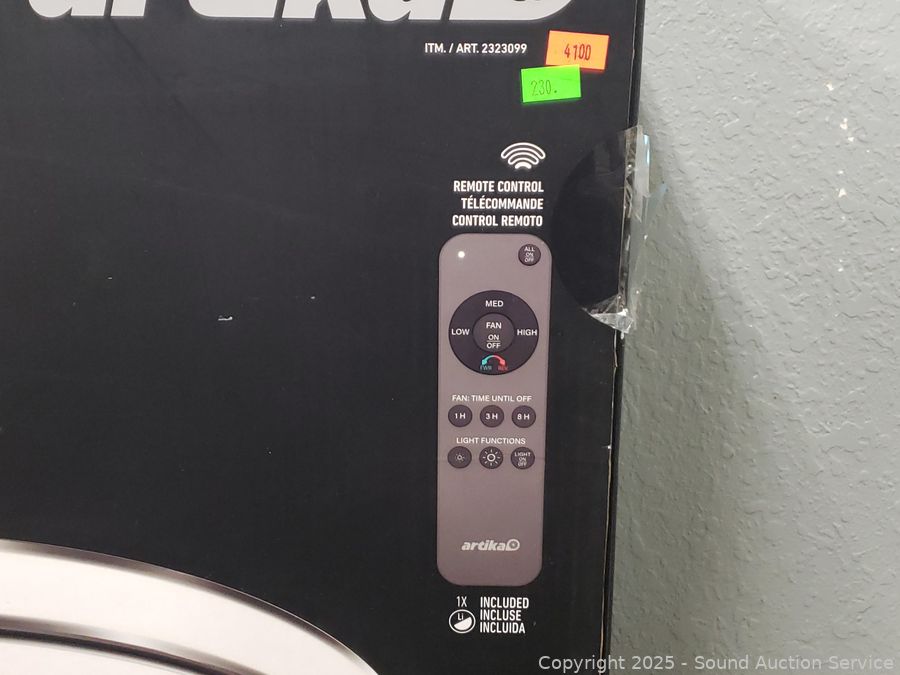 artika
ITM. / ART. 2323099
4100
230.
REMOTE CONTROL
TÉLÉCOMMANDE
CONTROL REMOTO
ALL
ON
OFF
MED
LOW
FAN
HIGH
ON
OFF
FWR REV
FAN: TIME UNTIL OFF
1 H 3 H 8 H
LIGHT FUNCTIONS
LIGHT
ON
OFF
artika
1X
Li
INCLUDED
INCLUSE
INCLUIDA
Copyright © 2025 - Sound Auction Service